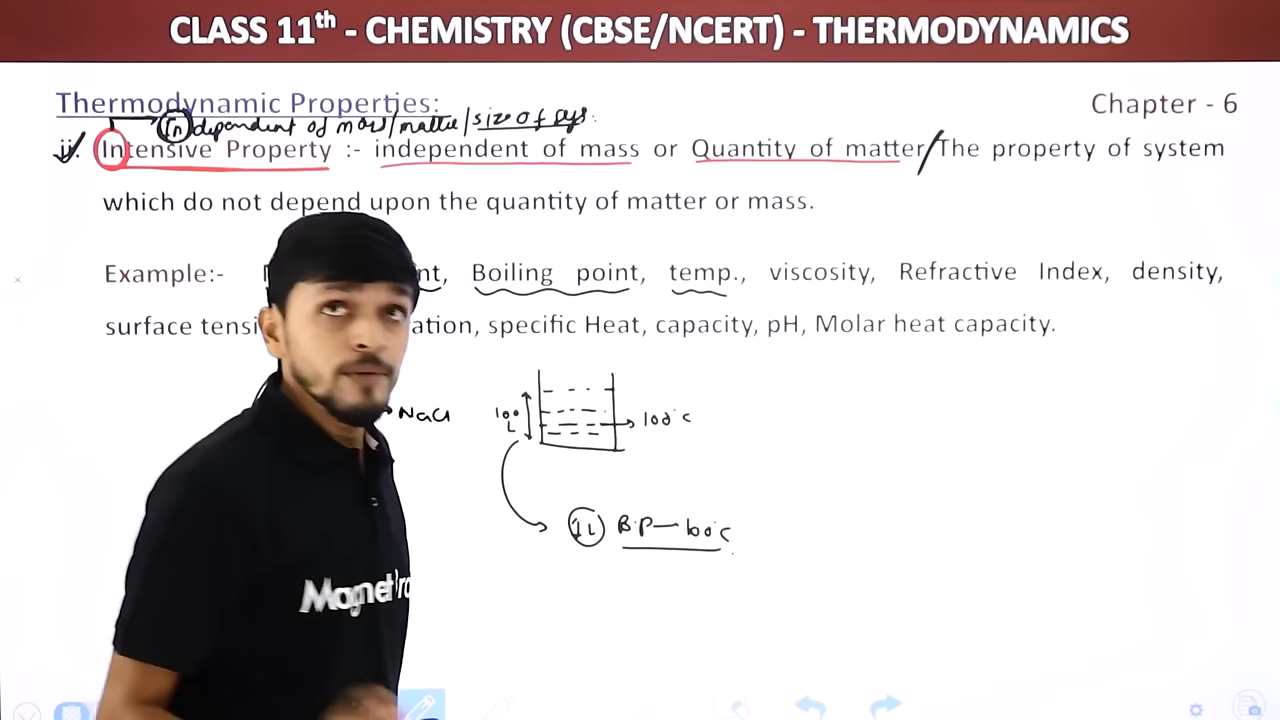 CLASS 11th - CHEMISTRY (CBSE/NCERT) - THERMODYNAMICS
Thermodynamic Properties:
Chapter - 6
Independent of mass/matter/size of sys.
ii. Intensive Property :- independent of mass or Quantity of matter/The property of system
which do not depend upon the quantity of matter or mass.
Example:- nt, Boiling point, temp., viscosity, Refractive Index, density,
surface tensi ation, specific Heat, capacity, pH, Molar heat capacity.
NaCl
100 L
100°C
1L B.P — 100°C
Magnet